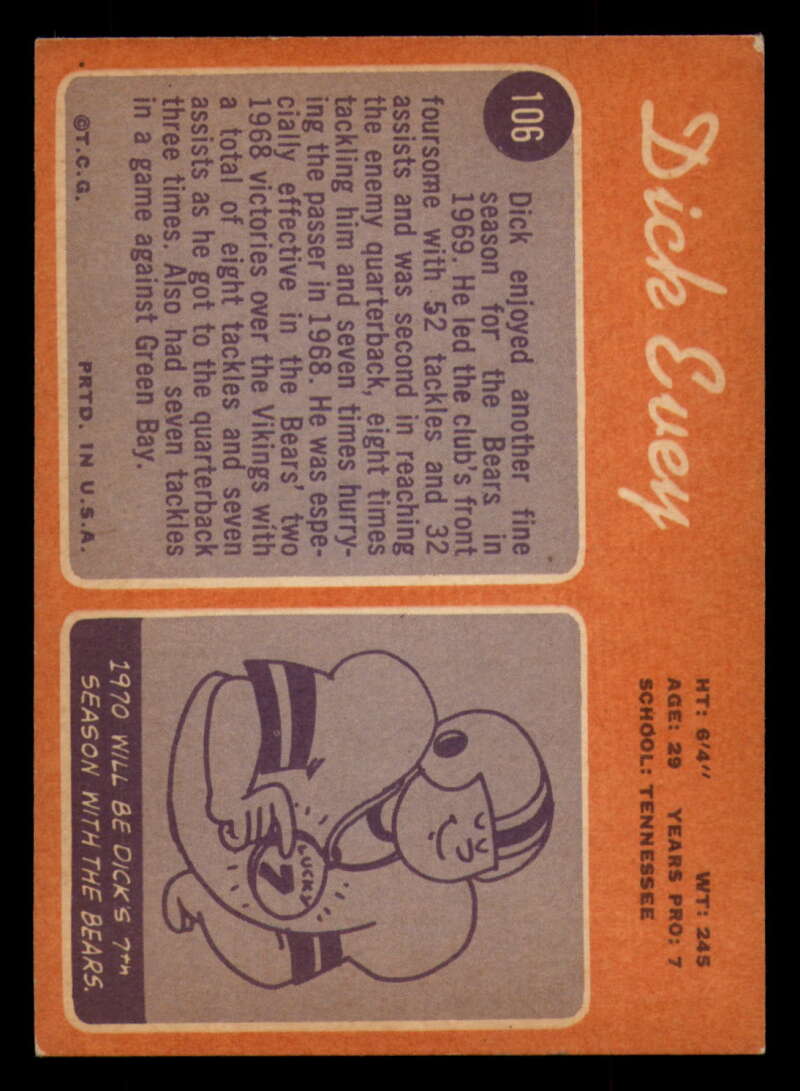 Dick Evey
HT: 6'4" WT: 245
AGE: 29 YEARS PRO: 7
SCHOOL: TENNESSEE
106
Dick enjoyed another fine
season for the Bears in
1969. He led the club's front
foursome with 52 tackles and 32
assists and was second in reaching
the enemy quarterback, eight times
tackling him and seven times hurry-
ing the passer in 1968. He was espe-
cially effective in the Bears' two
1968 victories over the Vikings with
a total of eight tackles and seven
assists as he got to the quarterback
three times. Also had seven tackles
in a game against Green Bay.
©T.C.G. PRTD. IN U.S.A.
LUCKY
7
1970 WILL BE DICK'S 7TH
SEASON WITH THE BEARS.